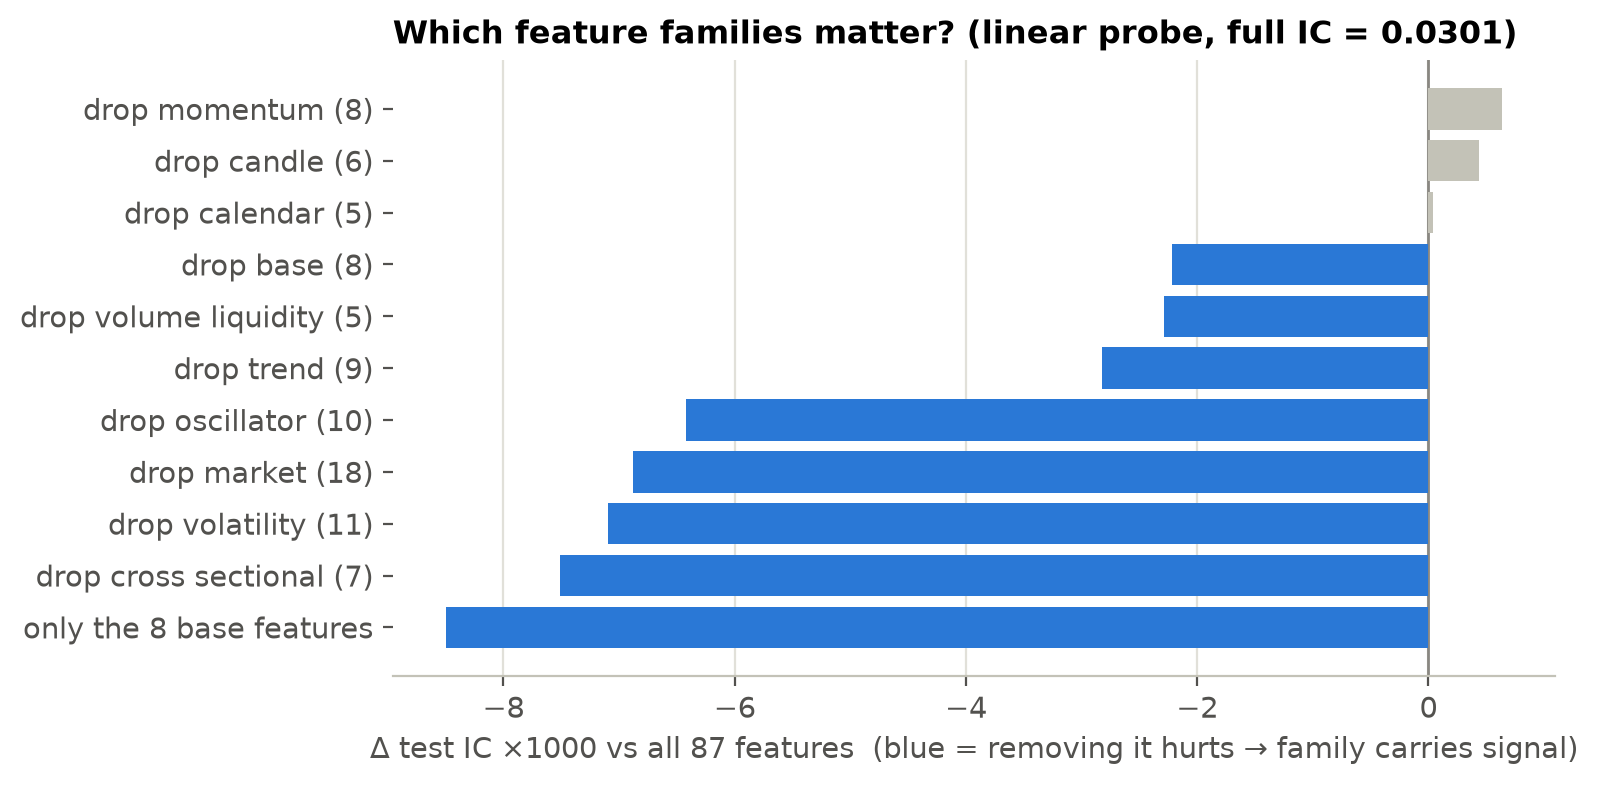 Which feature families matter? (linear probe, full IC = 0.0301)
drop momentum (8)
drop candle (6)
drop calendar (5)
drop base (8)
drop volume liquidity (5)
drop trend (9)
drop oscillator (10)
drop market (18)
drop volatility (11)
drop cross sectional (7)
only the 8 base features
−8 −6 −4 −2 0
Δ test IC ×1000 vs all 87 features (blue = removing it hurts → family carries signal)